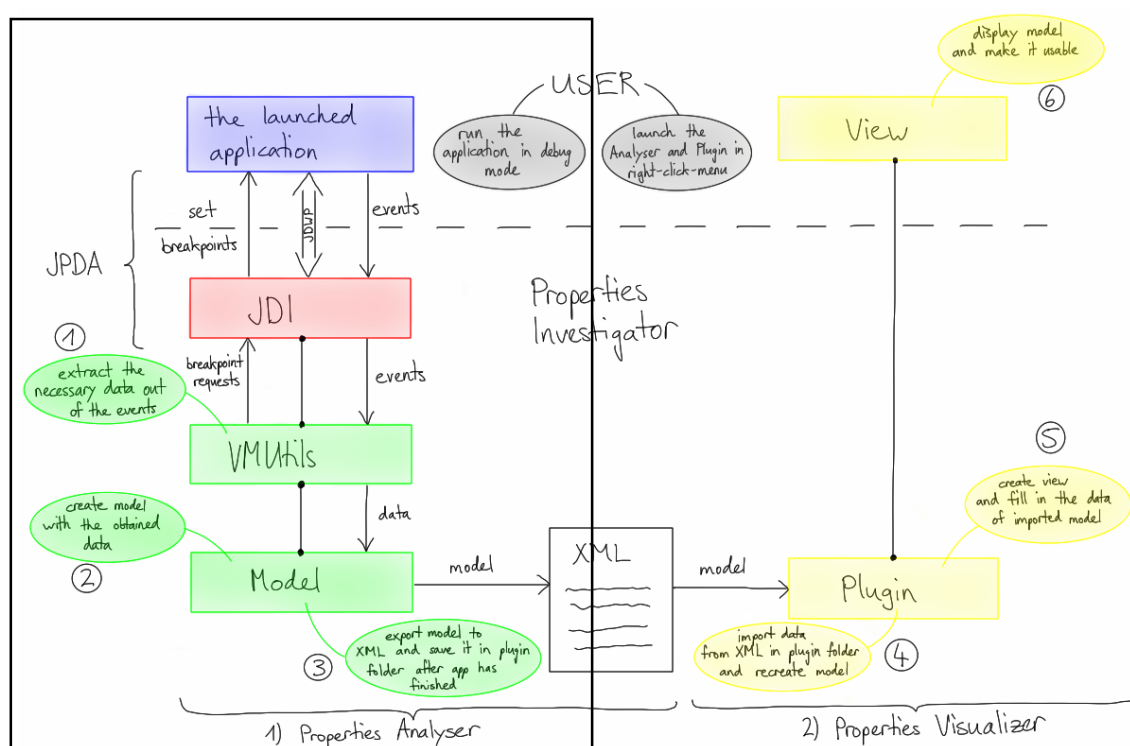 display model
and make it usable
⑥
USER
the launched
application
run the
application in debug
mode
launch the
Analyser and Plugin in
right-click-menu
View
set
breakpoints
JDWP
events
JPDA
JDI
Properties
Investigator
①
extract the
necessary data out
of the events
breakpoint
requests
events
VMUtils
⑤
create view
and fill in the data
of imported model
create model
with the obtained
data
②
data
Model
model
XML
model
Plugin
③
export model to
XML and save it in plugin
folder after app has
finished
import data
from XML in plugin folder
and recreate model
④
1) Properties Analyser
2) Properties Visualizer